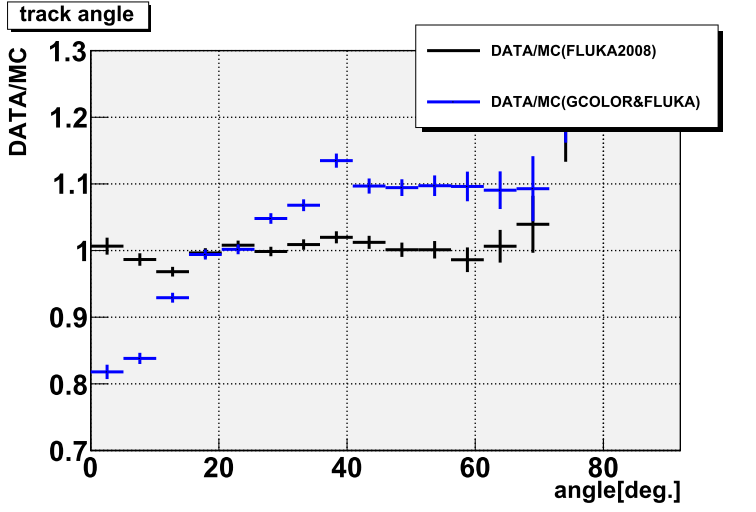 track angle
DATA/MC
1.3
1.2
1.1
1
0.9
0.8
0.7
DATA/MC(FLUKA2008)
DATA/MC(GCOLOR&FLUKA)
0 20 40 60 80
angle[deg.]